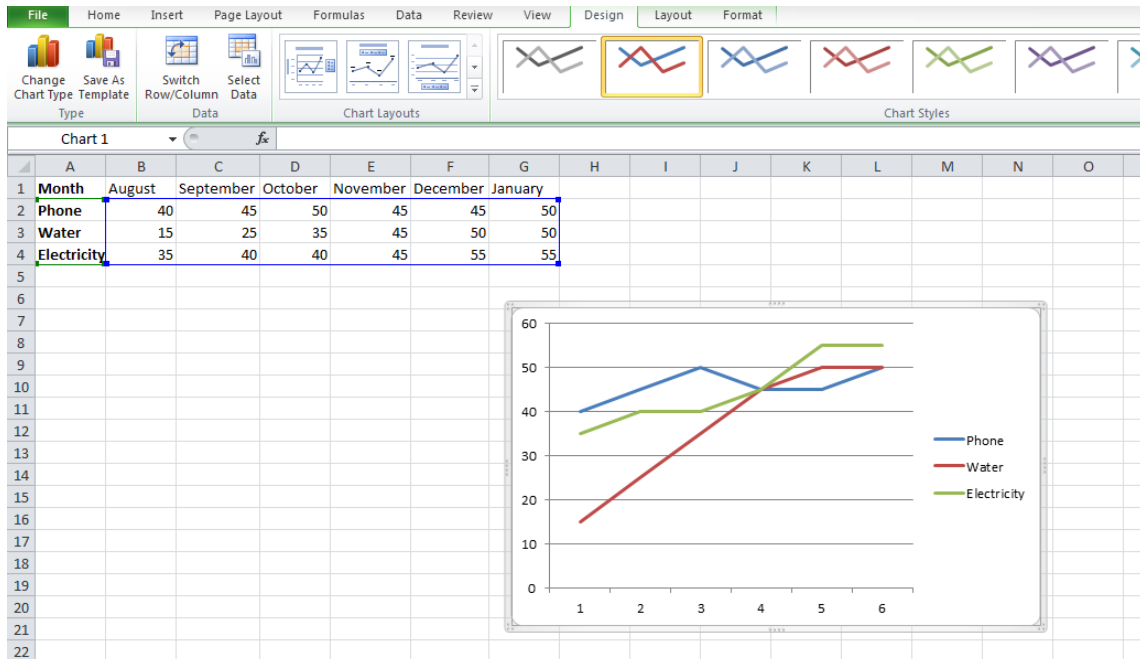 File Home Insert Page Layout Formulas Data Review View Design Layout Format
Change Chart Type Save As Template Switch Row/Column Select Data
Type Data Chart Layouts Chart Styles
Chart 1 fx
A B C D E F G H I J K L M N O
1 Month August September October November December January
2 Phone 40 45 50 45 45 50
3 Water 15 25 35 45 50 50
4 Electricity 35 40 40 45 55 55
5
6
7
8
9
10
11
12
13
14
15
16
17
18
19
20
21
22
60
50
40
30
20
10
0
1 2 3 4 5 6
Phone
Water
Electricity